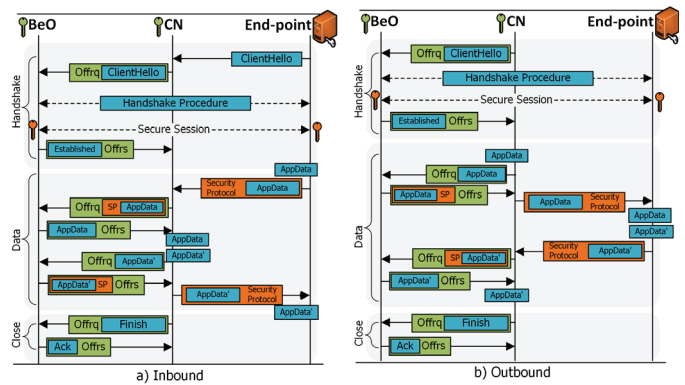 BeO CN End-point
ClientHello
Offrq ClientHello
Handshake Procedure
Secure Session
Established Offrs
Handshake
AppData
Security Protocol AppData
Offrq SP AppData
AppData Offrs
AppData
Offrq AppData'
AppData'
AppData' SP Offrs
AppData' Security Protocol
AppData'
Data
Offrq Finish
Ack Offrs
Close
a) Inbound
BeO CN End-point
Offrq ClientHello
Handshake Procedure
Secure Session
Established Offrs
Handshake
AppData
Offrq AppData
AppData SP Offrs
AppData Security Protocol
AppData
AppData'
Security Protocol AppData'
Offrq SP AppData'
AppData' Offrs
AppData'
Data
Offrq Finish
Ack Offrs
Close
b) Outbound